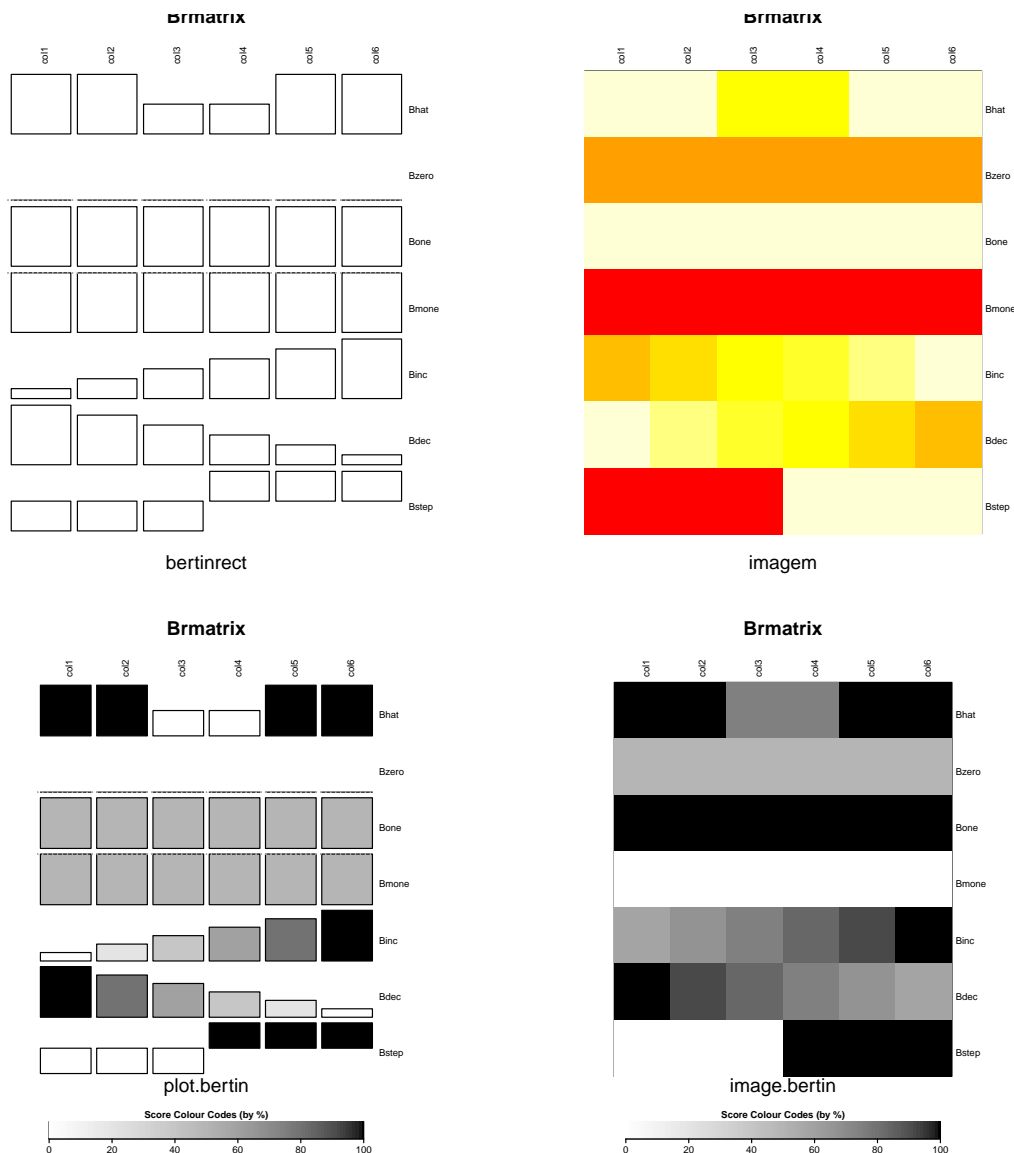 Brmatrix
col1 col2 col3 col4 col5 col6
Bhat
Bzero
Bone
Bmone
Binc
Bdec
Bstep
bertinrect
Brmatrix
col1 col2 col3 col4 col5 col6
Bhat
Bzero
Bone
Bmone
Binc
Bdec
Bstep
imagem
Brmatrix
col1 col2 col3 col4 col5 col6
Bhat
Bzero
Bone
Bmone
Binc
Bdec
Bstep
plot.bertin
Score Colour Codes (by %)
0 20 40 60 80 100
Brmatrix
col1 col2 col3 col4 col5 col6
Bhat
Bzero
Bone
Bmone
Binc
Bdec
Bstep
image.bertin
Score Colour Codes (by %)
0 20 40 60 80 100